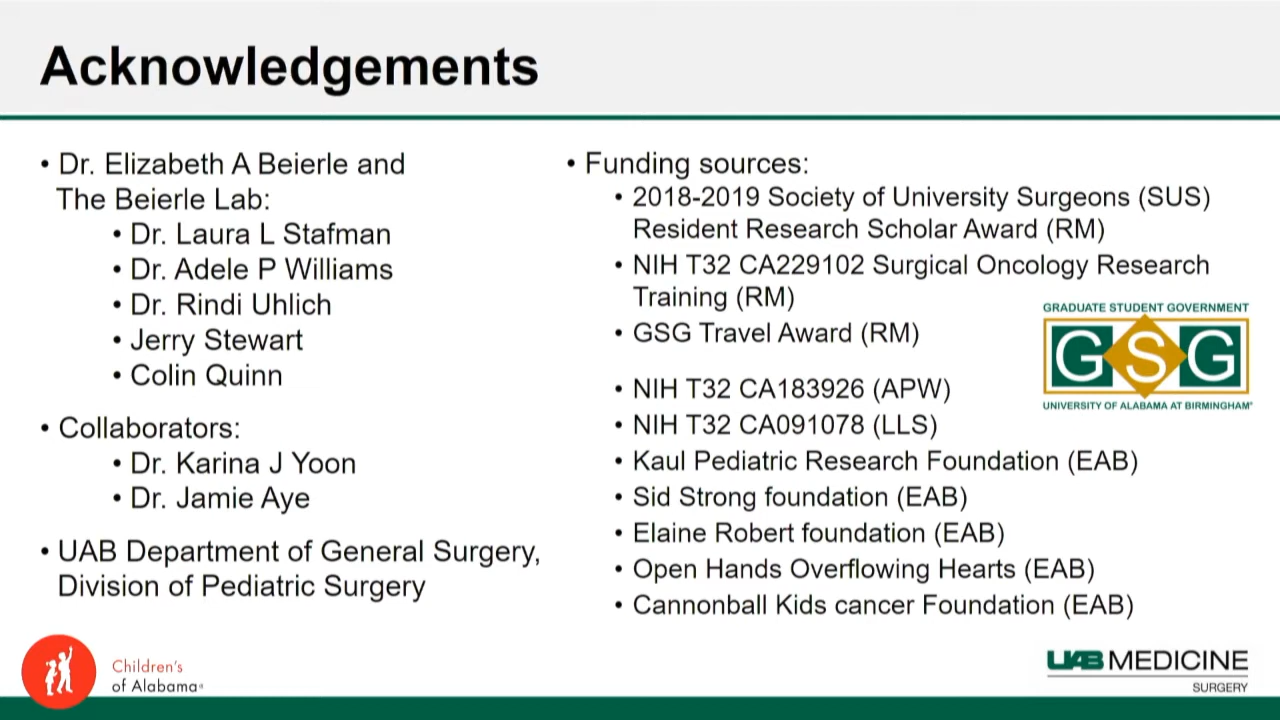 Acknowledgements
• Dr. Elizabeth A Beierle and
The Beierle Lab:
• Dr. Laura L Stafman
• Dr. Adele P Williams
• Dr. Rindi Uhlich
• Jerry Stewart
• Colin Quinn
• Collaborators:
• Dr. Karina J Yoon
• Dr. Jamie Aye
• UAB Department of General Surgery,
Division of Pediatric Surgery
• Funding sources:
• 2018-2019 Society of University Surgeons (SUS)
Resident Research Scholar Award (RM)
• NIH T32 CA229102 Surgical Oncology Research
Training (RM)
• GSG Travel Award (RM)
• NIH T32 CA183926 (APW)
• NIH T32 CA091078 (LLS)
• Kaul Pediatric Research Foundation (EAB)
• Sid Strong foundation (EAB)
• Elaine Robert foundation (EAB)
• Open Hands Overflowing Hearts (EAB)
• Cannonball Kids cancer Foundation (EAB)
GRADUATE STUDENT GOVERNMENT
GSG
UNIVERSITY OF ALABAMA AT BIRMINGHAM
Children's
of Alabama
UAB MEDICINE
SURGERY